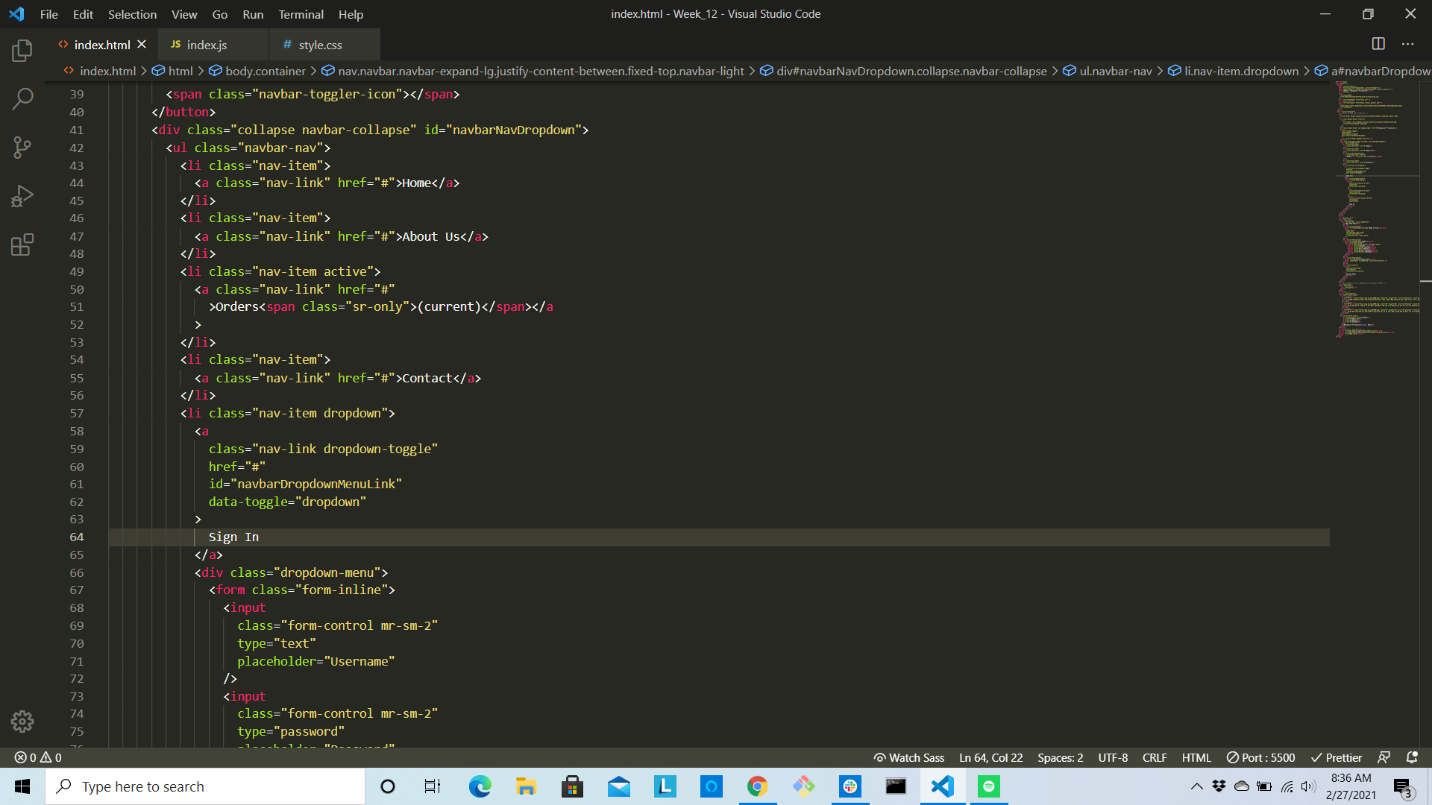 File Edit Selection View Go Run Terminal Help
index.html - Week_12 - Visual Studio Code
index.html
JS index.js
# style.css
index.html > html > body.container > nav.navbar.navbar-expand-lg.justify-content-between.fixed-top.navbar-light > div#navbarNavDropdown.collapse.navbar-collapse > ul.navbar-nav > li.nav-item.dropdown > a#navbarDropdow
39 <span class="navbar-toggler-icon"></span>
40 </button>
41 <div class="collapse navbar-collapse" id="navbarNavDropdown">
42 <ul class="navbar-nav">
43 <li class="nav-item">
44 <a class="nav-link" href="#">Home</a>
45 </li>
46 <li class="nav-item">
47 <a class="nav-link" href="#">About Us</a>
48 </li>
49 <li class="nav-item active">
50 <a class="nav-link" href="#"
51 >Orders<span class="sr-only">(current)</span></a
52 >
53 </li>
54 <li class="nav-item">
55 <a class="nav-link" href="#">Contact</a>
56 </li>
57 <li class="nav-item dropdown">
58 <a
59 class="nav-link dropdown-toggle"
60 href="#"
61 id="navbarDropdownMenuLink"
62 data-toggle="dropdown"
63 >
64 Sign In
65 </a>
66 <div class="dropdown-menu">
67 <form class="form-inline">
68 <input
69 class="form-control mr-sm-2"
70 type="text"
71 placeholder="Username"
72 />
73 <input
74 class="form-control mr-sm-2"
75 type="password"
76 placeholder="Password"
0 0 Watch Sass Ln 64, Col 22 Spaces: 2 UTF-8 CRLF HTML Port : 5500 Prettier
Type here to search
8:36 AM
2/27/2021
3